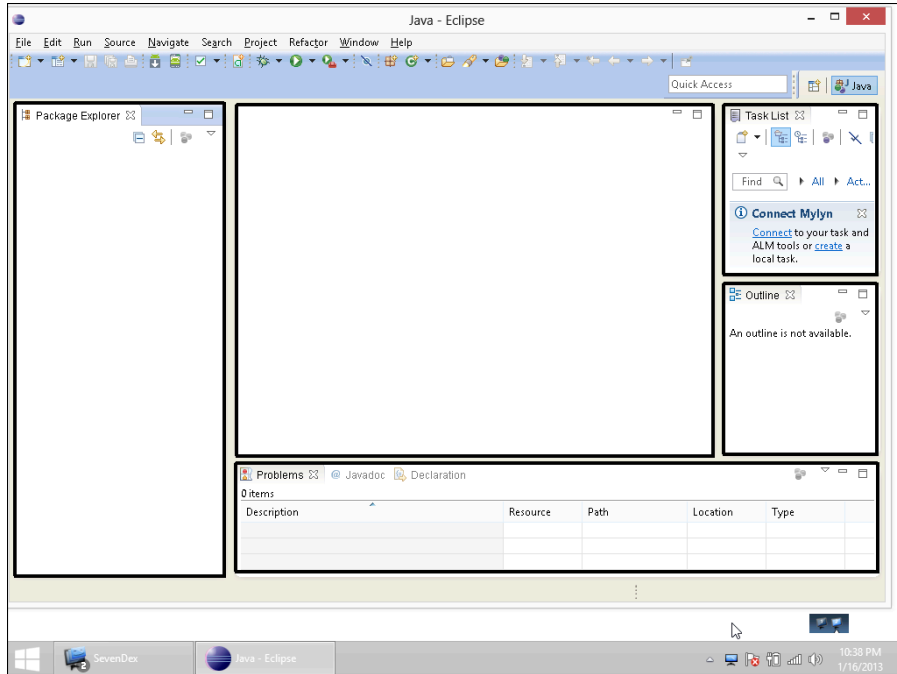 Java - Eclipse
File Edit Run Source Navigate Search Project Refactor Window Help
Quick Access
Java
Package Explorer
Task List
Find All Act...
Connect Mylyn
Connect to your task and
ALM tools or create a
local task.
Outline
An outline is not available.
Problems @ Javadoc Declaration
0 items
Description Resource Path Location Type
2 SevenDex Java - Eclipse
10:38 PM
1/16/2013